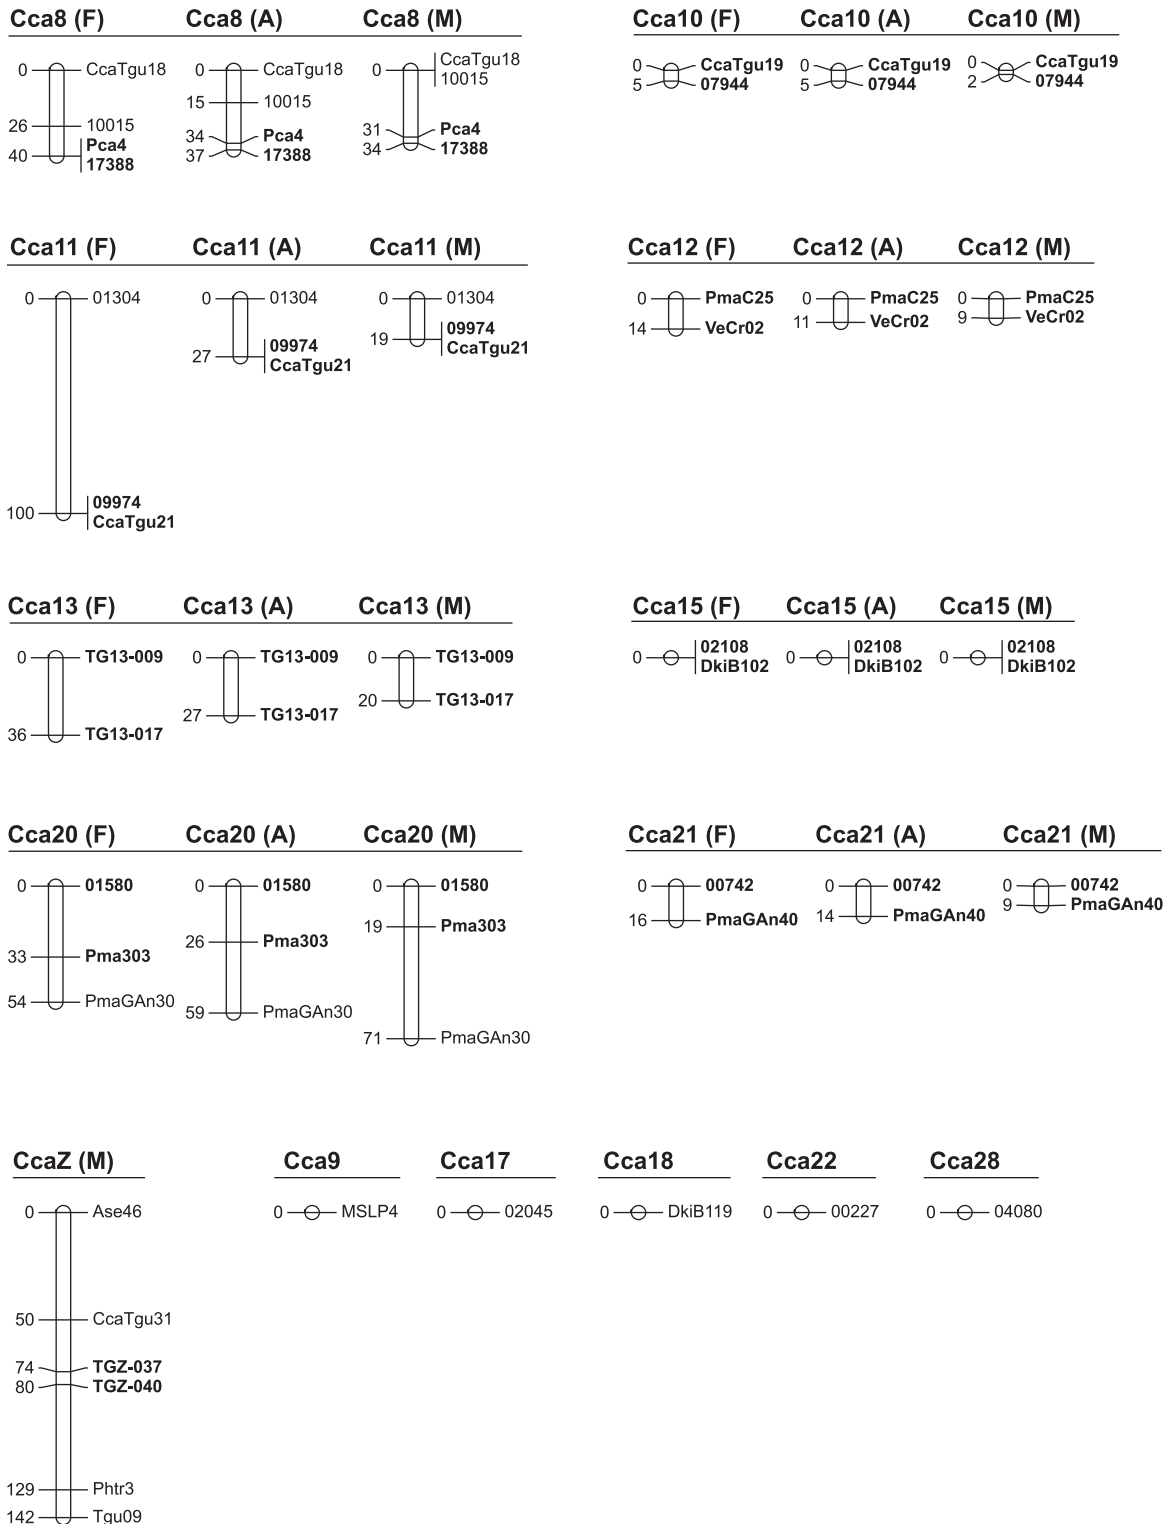 Cca8 (F) Cca8 (A) Cca8 (M)
0 CcaTgu18
26 10015
40 Pca4
17388
0 CcaTgu18
15 10015
34 Pca4
37 17388
0 CcaTgu18
10015
31 Pca4
34 17388
Cca10 (F) Cca10 (A) Cca10 (M)
0 CcaTgu19
5 07944
0 CcaTgu19
5 07944
0 CcaTgu19
2 07944
Cca11 (F) Cca11 (A) Cca11 (M)
0 01304
100 09974
CcaTgu21
0 01304
27 09974
CcaTgu21
0 01304
19 09974
CcaTgu21
Cca12 (F) Cca12 (A) Cca12 (M)
0 PmaC25
14 VeCr02
0 PmaC25
11 VeCr02
0 PmaC25
9 VeCr02
Cca13 (F) Cca13 (A) Cca13 (M)
0 TG13-009
36 TG13-017
0 TG13-009
27 TG13-017
0 TG13-009
20 TG13-017
Cca15 (F) Cca15 (A) Cca15 (M)
0 02108
DkiB102
0 02108
DkiB102
0 02108
DkiB102
Cca20 (F) Cca20 (A) Cca20 (M)
0 01580
33 Pma303
54 PmaGAn30
0 01580
26 Pma303
59 PmaGAn30
0 01580
19 Pma303
71 PmaGAn30
Cca21 (F) Cca21 (A) Cca21 (M)
0 00742
16 PmaGAn40
0 00742
14 PmaGAn40
0 00742
9 PmaGAn40
CcaZ (M)
0 Ase46
50 CcaTgu31
74 TGZ-037
80 TGZ-040
129 Phtr3
142 Tgu09
Cca9
0 MSLP4
Cca17
0 02045
Cca18
0 DkiB119
Cca22
0 00227
Cca28
0 04080